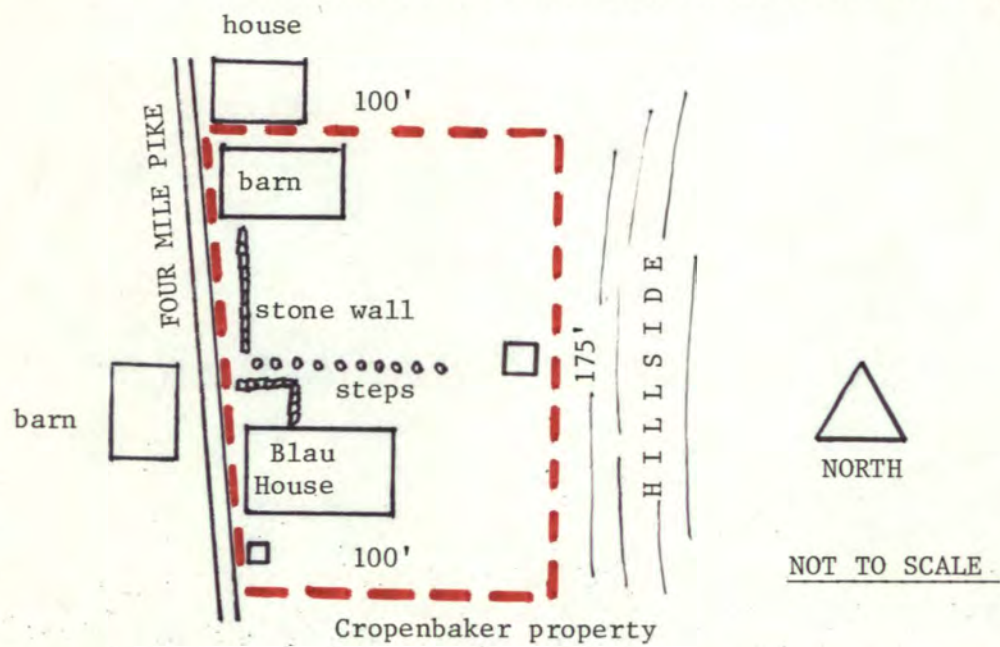 house
100'
FOUR MILE PIKE
barn
stone wall
175'
HILLSIDE
steps
barn
Blau
House
NORTH
100'
NOT TO SCALE
Cropenbaker property